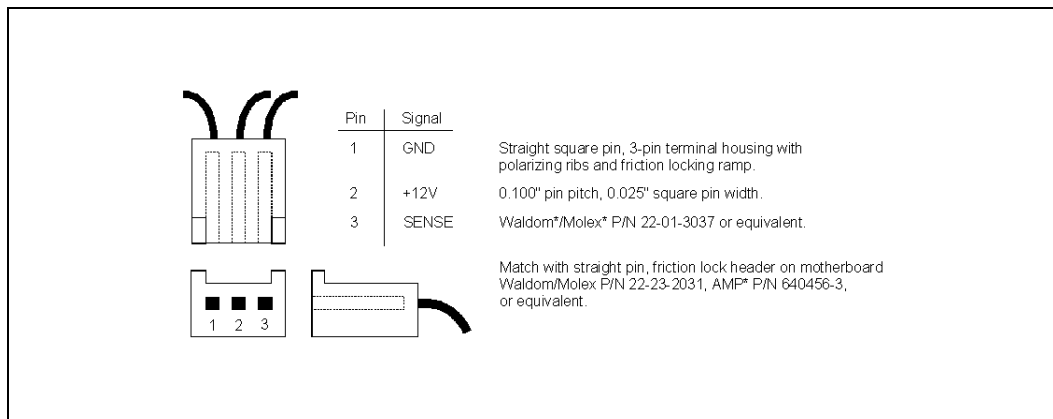 Pin Signal
1 GND Straight square pin, 3-pin terminal housing with
polarizing ribs and friction locking ramp.
2 +12V 0.100" pin pitch, 0.025" square pin width.
3 SENSE Waldom*/Molex* P/N 22-01-3037 or equivalent.
Match with straight pin, friction lock header on motherboard
Waldom/Molex P/N 22-23-2031, AMP* P/N 640456-3,
or equivalent.
1 2 3